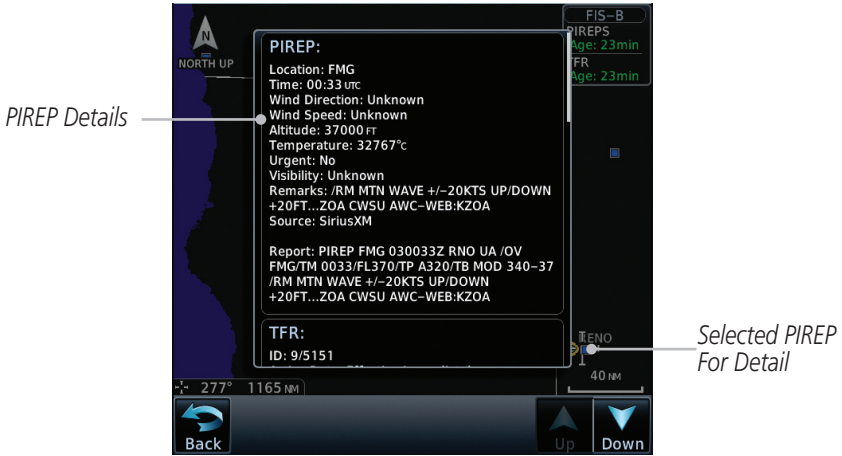 FIS–B
PIREPS
Age: 23min
TFR
Age: 23min
N
NORTH UP
PIREP:
Location: FMG
Time: 00:33 UTC
Wind Direction: Unknown
Wind Speed: Unknown
Altitude: 37000 FT
Temperature: 32767°C
Urgent: No
Visibility: Unknown
Remarks: /RM MTN WAVE +/–20KTS UP/DOWN
+20FT...ZOA CWSU AWC–WEB:KZOA
Source: SiriusXM
Report: PIREP FMG 030033Z RNO UA /OV
FMG/TM 0033/FL370/TP A320/TB MOD 340–37
/RM MTN WAVE +/–20KTS UP/DOWN
+20FT...ZOA CWSU AWC–WEB:KZOA
TFR:
ID: 9/5151
PIREP Details
RENO
Selected PIREP
For Detail
40 NM
277° 1165 NM
Back
Up
Down